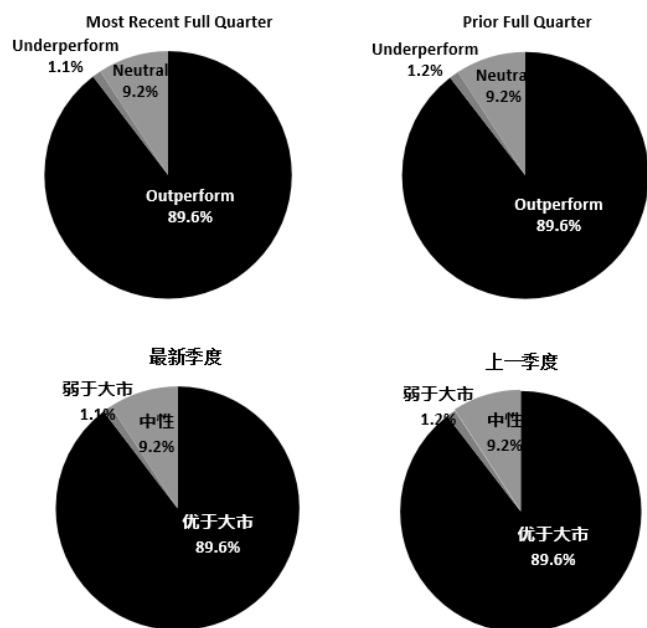 Most Recent Full Quarter
Underperform
1.1%
Neutral
9.2%
Outperform
89.6%
Prior Full Quarter
Underperform
1.2%
Neutral
9.2%
Outperform
89.6%
最新季度
弱于大市
1.1%
中性
9.2%
优于大市
89.6%
上一季度
弱于大市
1.2%
中性
9.2%
优于大市
89.6%